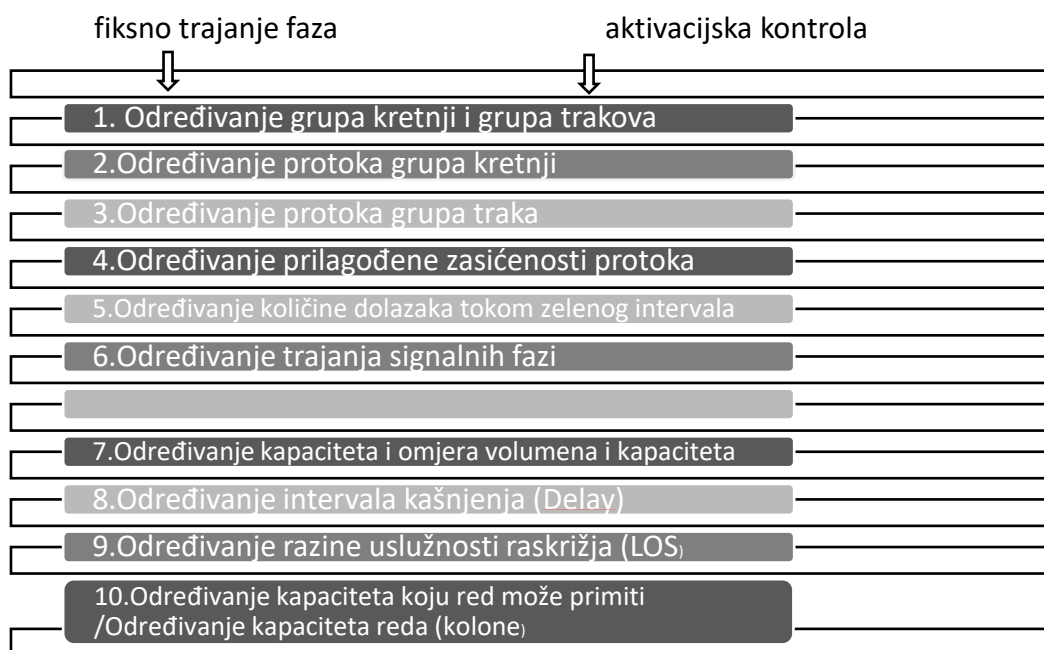 fiksno trajanje faza
aktivacijska kontrola
1. Određivanje grupa kretnji i grupa trakova
2.Određivanje protoka grupa kretnji
3.Određivanje protoka grupa traka
4.Određivanje prilagođene zasićenosti protoka
5.Određivanje količine dolazaka tokom zelenog intervala
6.Određivanje trajanja signalnih fazi
7.Određivanje kapaciteta i omjera volumena i kapaciteta
8.Određivanje intervala kašnjenja (Delay)
9.Određivanje razine uslužnosti raskrižja (LOS)
10.Određivanje kapaciteta koju red može primiti
/Određivanje kapaciteta reda (kolone)